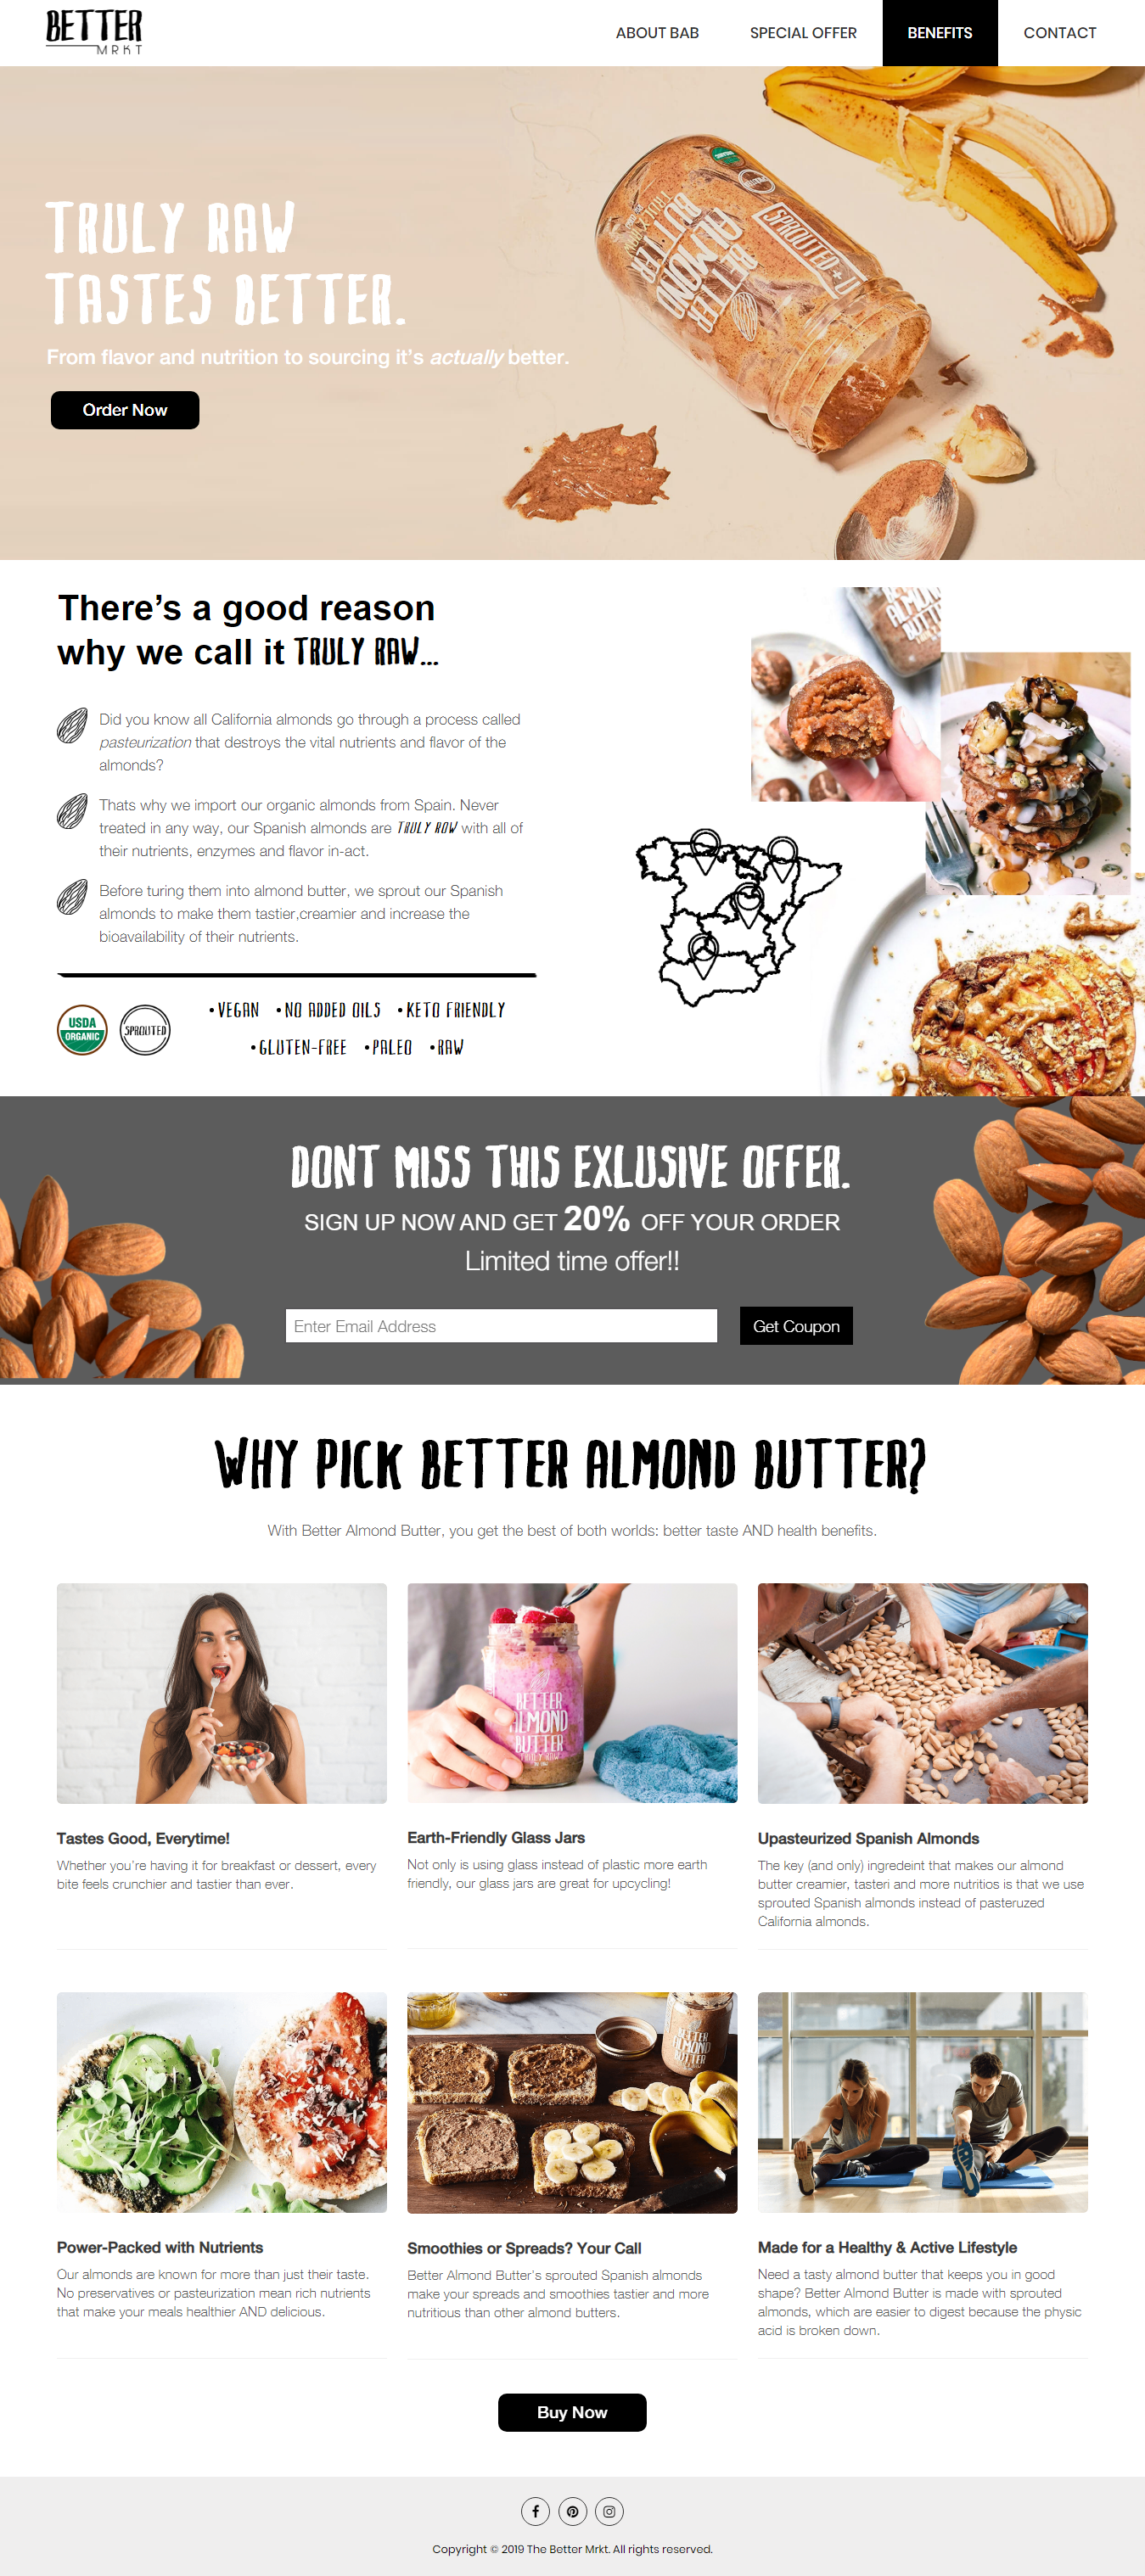 BETTER
MRKT
ABOUT BAB
SPECIAL OFFER
BENEFITS
CONTACT
TRULY RAW
TASTES BETTER.
From flavor and nutrition to sourcing it's actually better.
Order Now
SPROUTED
BETTER
ALMOND
BUTTER
TRULY RAW
There's a good reason
why we call it TRULY RAW...
ALMOND
BUTTER
Did you know all California almonds go through a process called
pasteurization that destroys the vital nutrients and flavor of the
almonds?
Thats why we import our organic almonds from Spain. Never
treated in any way, our Spanish almonds are TRULY ROW with all of
their nutrients, enzymes and flavor in-act.
Before turing them into almond butter, we sprout our Spanish
almonds to make them tastier,creamier and increase the
bioavailability of their nutrients.
USDA
ORGANIC
SPROUTED
•VEGAN •NO ADDED OILS •KETO FRIENDLY
•GLUTEN-FREE •PALEO •RAW
DONT MISS THIS EXLUSIVE OFFER.
SIGN UP NOW AND GET 20% OFF YOUR ORDER
Limited time offer!!
Enter Email Address
Get Coupon
WHY PICK BETTER ALMOND BUTTER?
With Better Almond Butter, you get the best of both worlds: better taste AND health benefits.
BETTER
ALMOND
BUTTER
TRULY RAW
Tastes Good, Everytime!
Whether you're having it for breakfast or dessert, every
bite feels crunchier and tastier than ever.
Earth-Friendly Glass Jars
Not only is using glass instead of plastic more earth
friendly, our glass jars are great for upcycling!
Upasteurized Spanish Almonds
The key (and only) ingredeint that makes our almond
butter creamier, tasteri and more nutritios is that we use
sprouted Spanish almonds instead of pasteruzed
California almonds.
BETTER
ALMOND
BUTTER
Power-Packed with Nutrients
Our almonds are known for more than just their taste.
No preservatives or pasteurization mean rich nutrients
that make your meals healthier AND delicious.
Smoothies or Spreads? Your Call
Better Almond Butter's sprouted Spanish almonds
make your spreads and smoothies tastier and more
nutritious than other almond butters.
Made for a Healthy & Active Lifestyle
Need a tasty almond butter that keeps you in good
shape? Better Almond Butter is made with sprouted
almonds, which are easier to digest because the physic
acid is broken down.
Buy Now
Copyright © 2019 The Better Mrkt. All rights reserved.